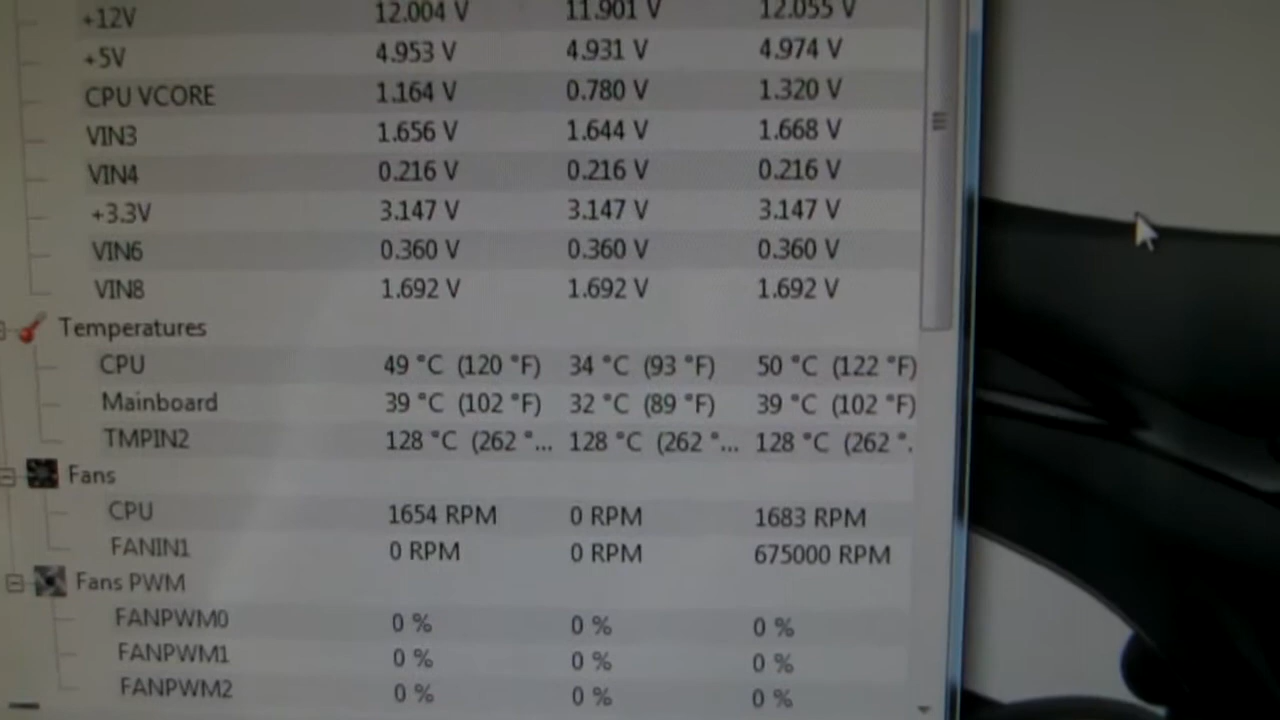 +12V 12.004 V 11.901 V 12.055 V
+5V 4.953 V 4.931 V 4.974 V
CPU VCORE 1.164 V 0.780 V 1.320 V
VIN3 1.656 V 1.644 V 1.668 V
VIN4 0.216 V 0.216 V 0.216 V
+3.3V 3.147 V 3.147 V 3.147 V
VIN6 0.360 V 0.360 V 0.360 V
VIN8 1.692 V 1.692 V 1.692 V
Temperatures
CPU 49 °C (120 °F) 34 °C (93 °F) 50 °C (122 °F)
Mainboard 39 °C (102 °F) 32 °C (89 °F) 39 °C (102 °F)
TMPIN2 128 °C (262 °... 128 °C (262 °... 128 °C (262 °.
Fans
CPU 1654 RPM 0 RPM 1683 RPM
FANIN1 0 RPM 0 RPM 675000 RPM
Fans PWM
FANPWM0 0 % 0 % 0 %
FANPWM1 0 % 0 % 0 %
FANPWM2 0 % 0 % 0 %